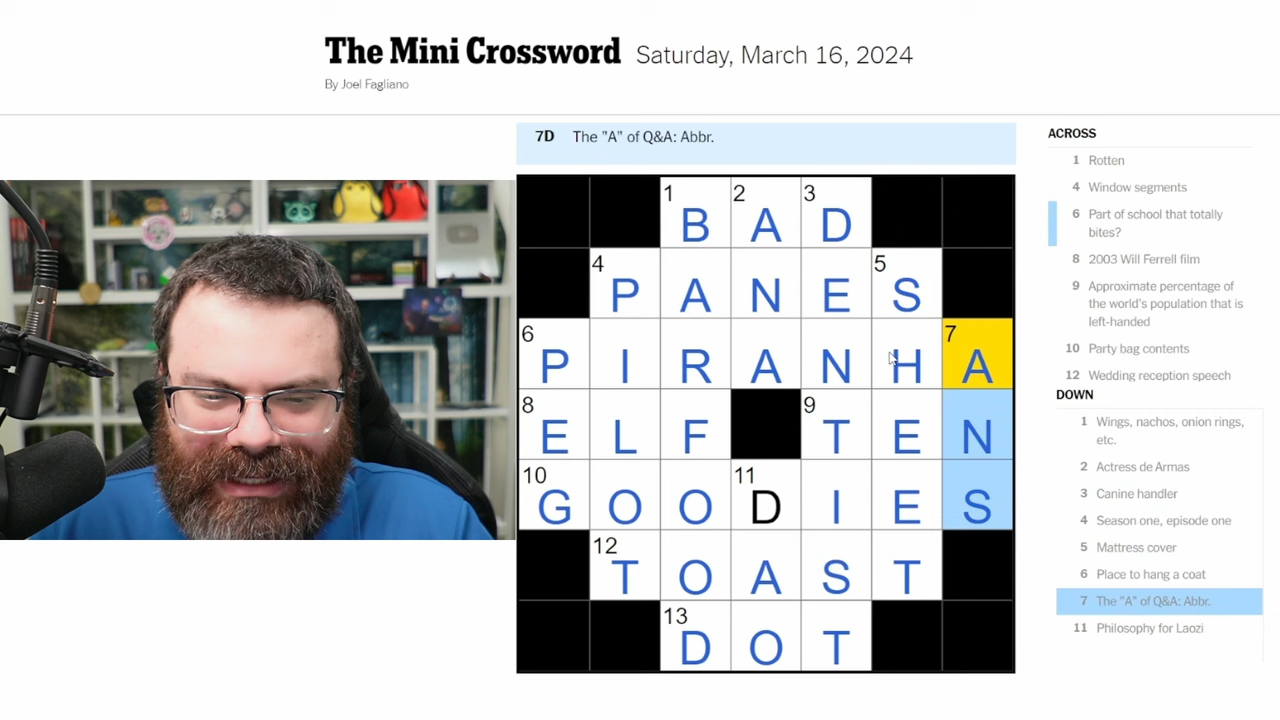 The Mini Crossword Saturday, March 16, 2024
By Joel Fagliano
7D The "A" of Q&A: Abbr.
1 2 3
B A D
4 5
P A N E S
6 7
P I R A N H A
8 9
E L F T E N S
10 11
G O O D I E S
12
T O A S T
13
D O T
ACROSS
1 Rotten
4 Window segments
6 Part of school that totally
bites?
8 2003 Will Ferrell film
9 Approximate percentage of
the world's population that is
left-handed
10 Party bag contents
12 Wedding reception speech
DOWN
1 Wings, nachos, onion rings,
etc.
2 Actress de Armas
3 Canine handler
4 Season one, episode one
5 Mattress cover
6 Place to hang a coat
7 The "A" of Q&A: Abbr.
11 Philosophy for Laozi